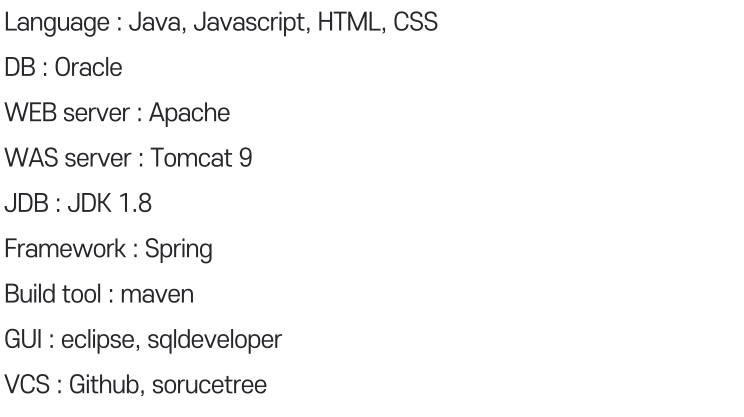 Language : Java, Javascript, HTML, CSS
DB : Oracle
WEB server : Apache
WAS server : Tomcat 9
JDB : JDK 1.8
Framework : Spring
Build tool : maven
GUI : eclipse, sqldeveloper
VCS : Github, sorucetree